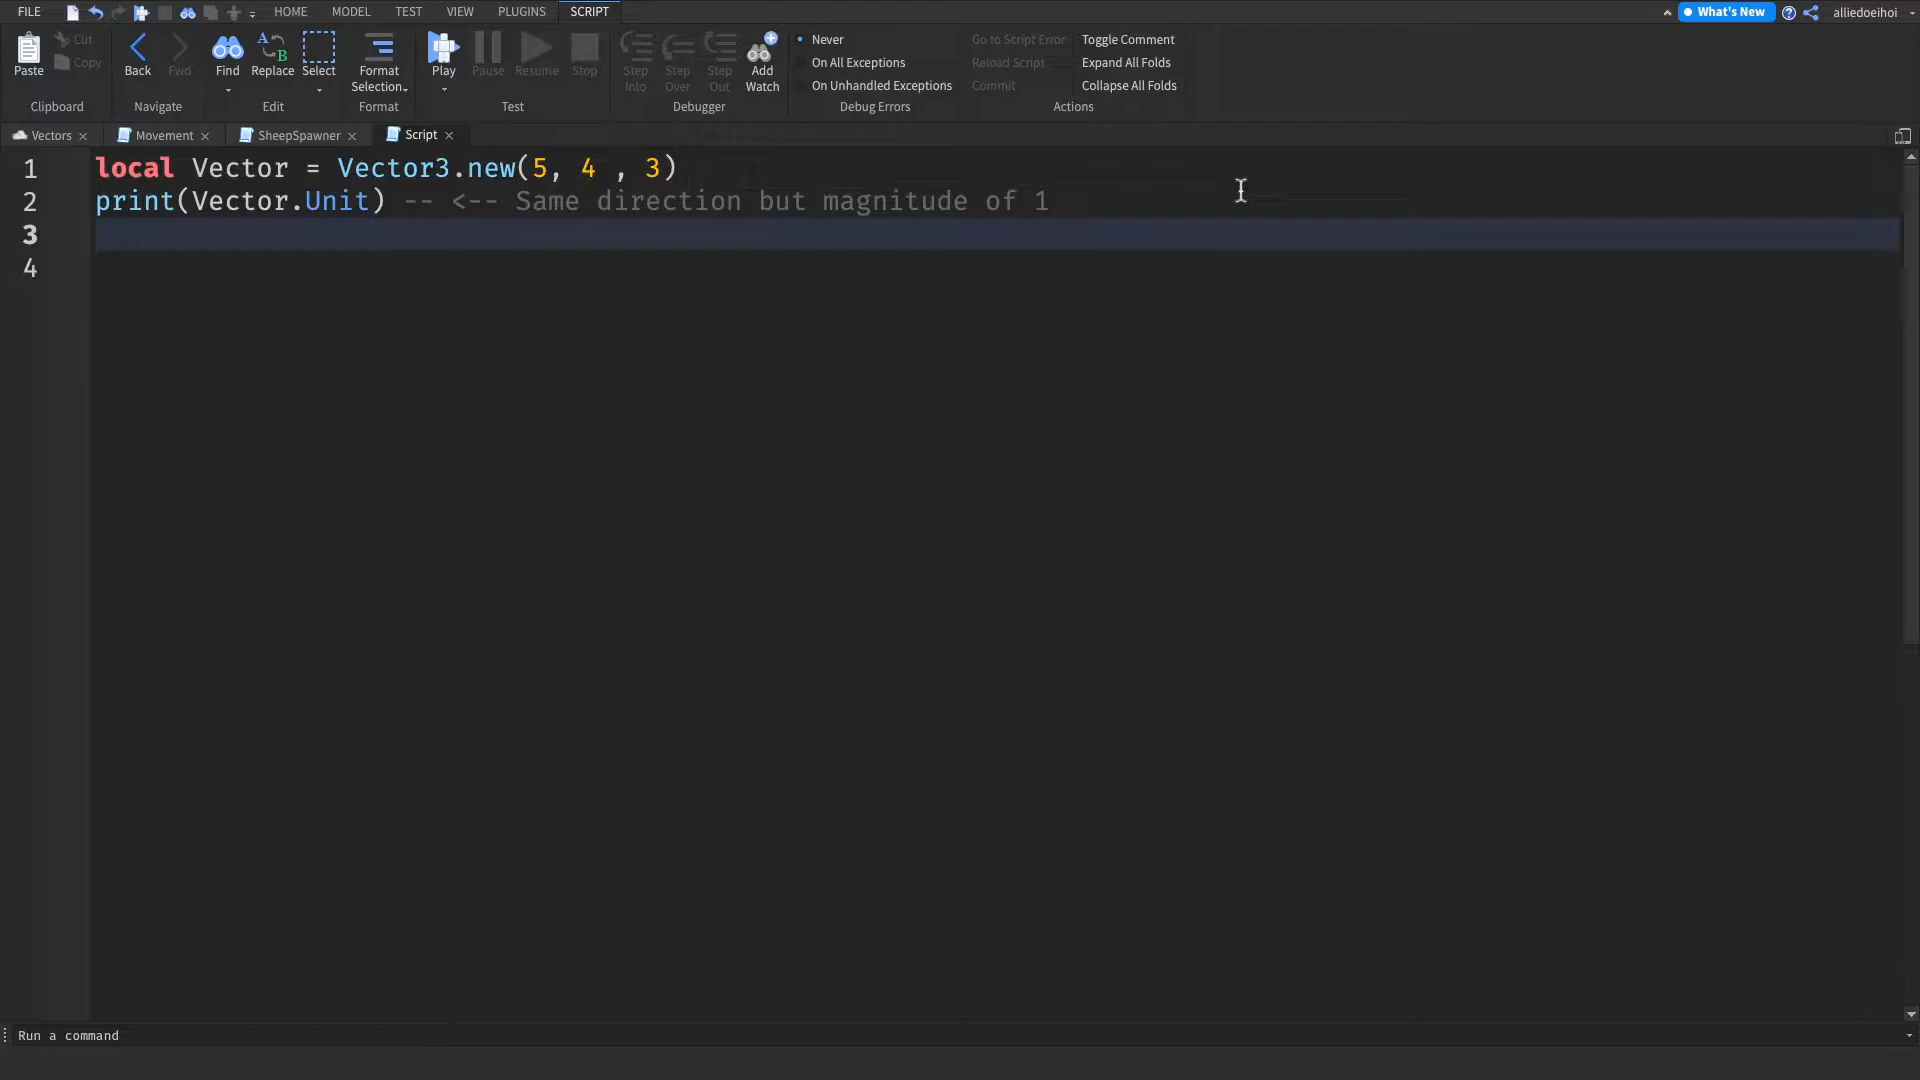 FILE HOME MODEL TEST VIEW PLUGINS SCRIPT What's New alliedoeihoi
Paste Cut Copy Back Fwd Find Replace Select Format Selection Play Pause Resume Stop Step Into Step Over Step Out Add Watch
Never Go to Script Error Toggle Comment
On All Exceptions Reload Script Expand All Folds
On Unhandled Exceptions Commit Collapse All Folds
Clipboard Navigate Edit Format Test Debugger Debug Errors Actions
Vectors Movement SheepSpawner Script
1 local Vector = Vector3.new(5, 4 , 3)
2 print(Vector.Unit) -- <-- Same direction but magnitude of 1
3
4
Run a command